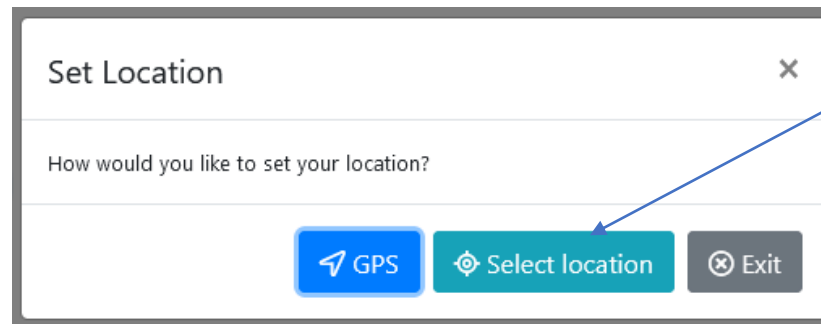 Set Location
How would you like to set your location?
GPS Select location Exit